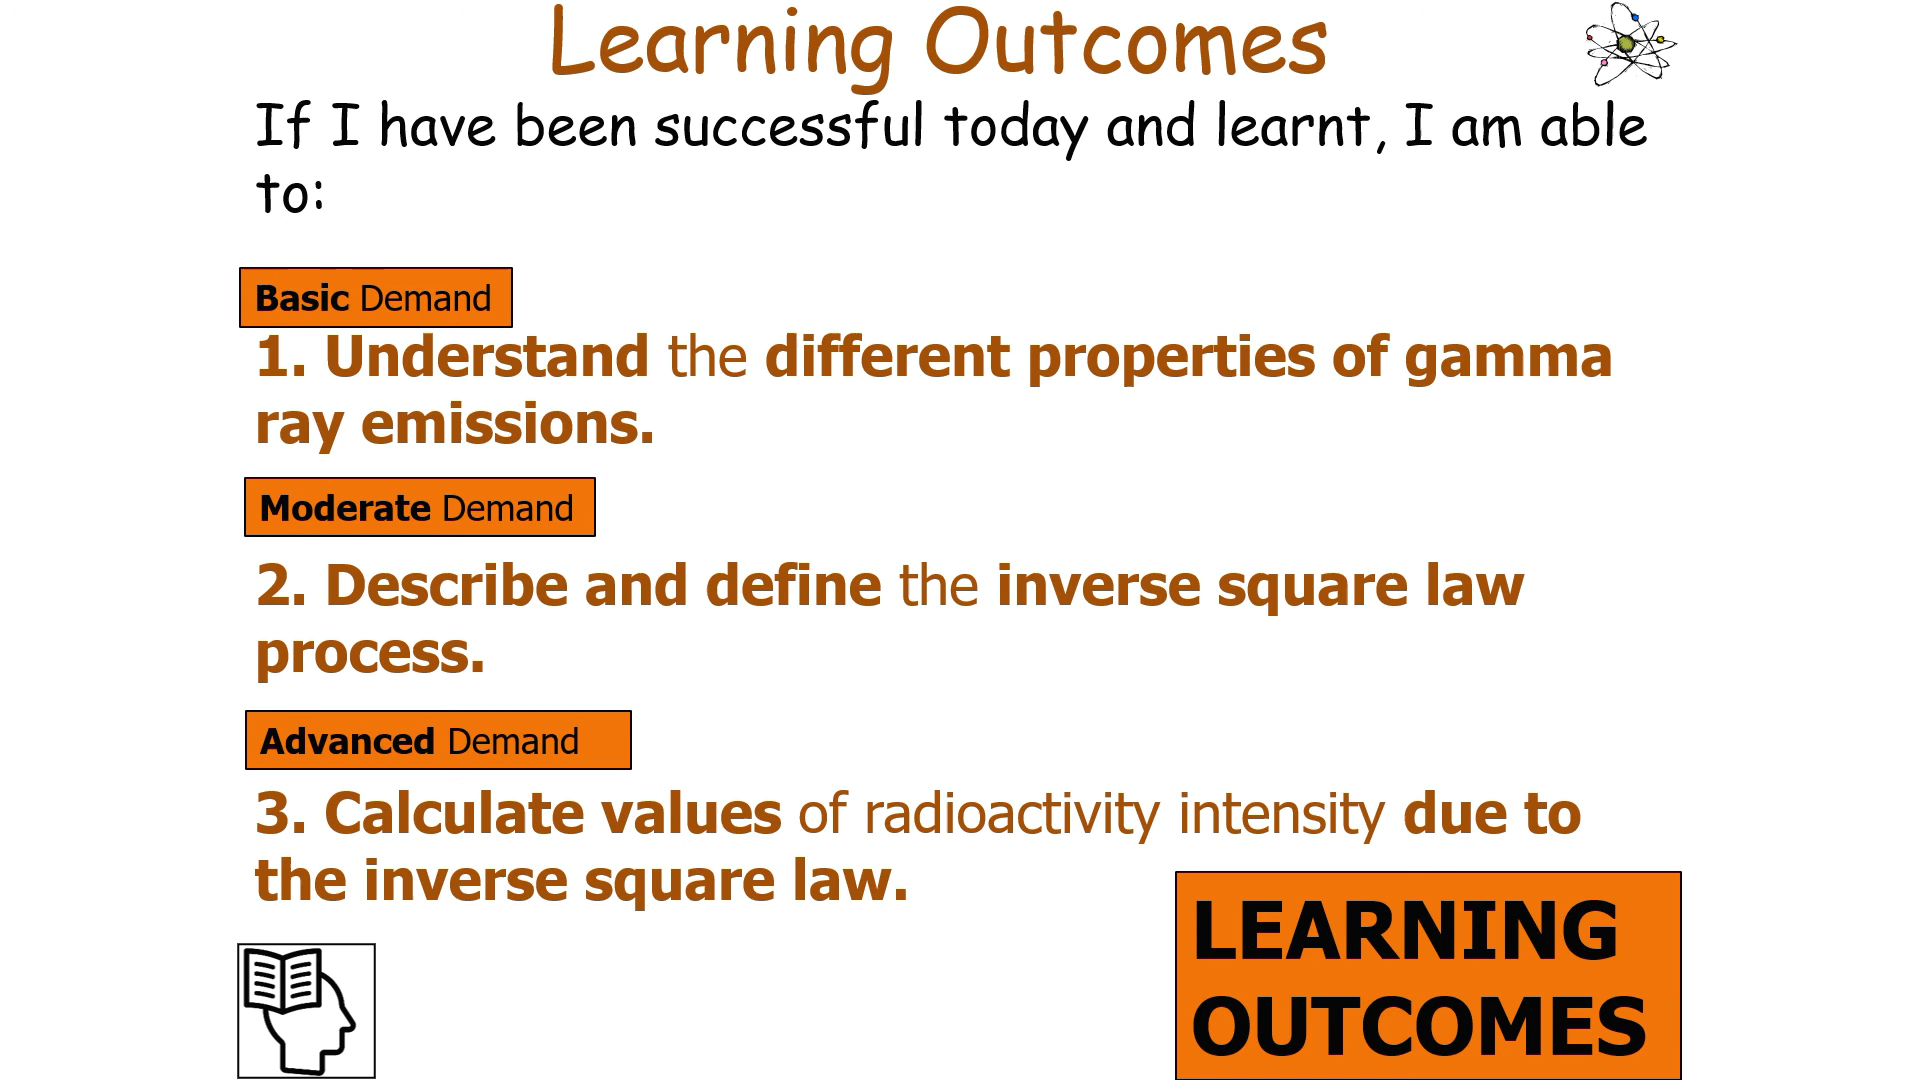 Learning Outcomes
If I have been successful today and learnt, I am able
to:
Basic Demand
1. Understand the different properties of gamma
ray emissions.
Moderate Demand
2. Describe and define the inverse square law
process.
Advanced Demand
3. Calculate values of radioactivity intensity due to
the inverse square law.
LEARNING
OUTCOMES